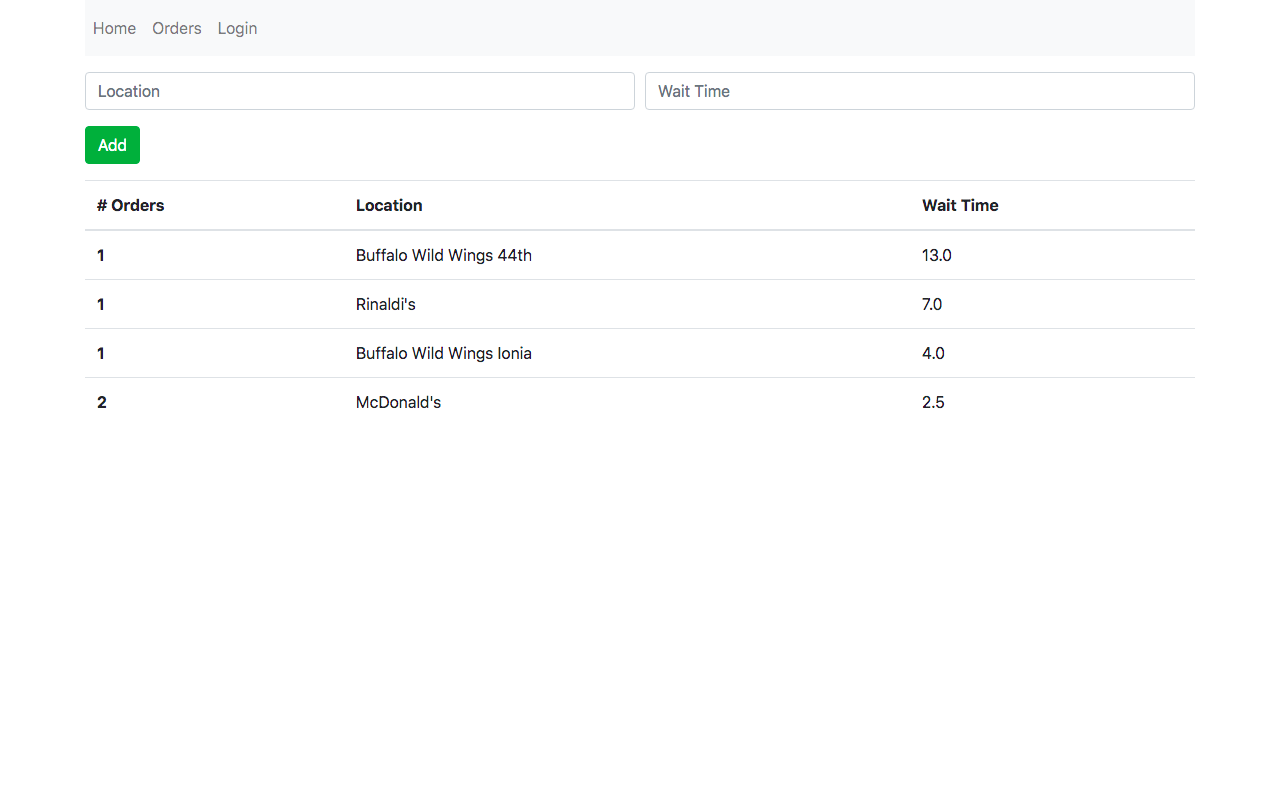 Home Orders Login
Location Wait Time
Add
# Orders Location Wait Time
1 Buffalo Wild Wings 44th 13.0
1 Rinaldi's 7.0
1 Buffalo Wild Wings Ionia 4.0
2 McDonald's 2.5